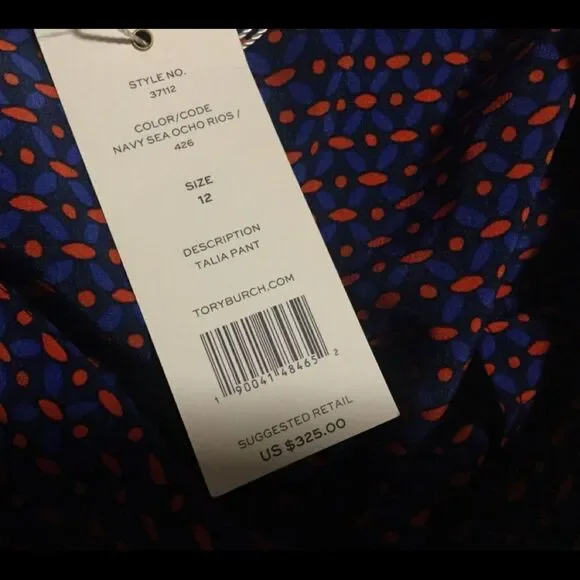 STYLE NO.
37112
COLOR/CODE
NAVY SEA OCHO RIOS /
426
SIZE
12
DESCRIPTION
TALIA PANT
TORYBURCH.COM
1 90041 48465 2
SUGGESTED RETAIL
US $325.00